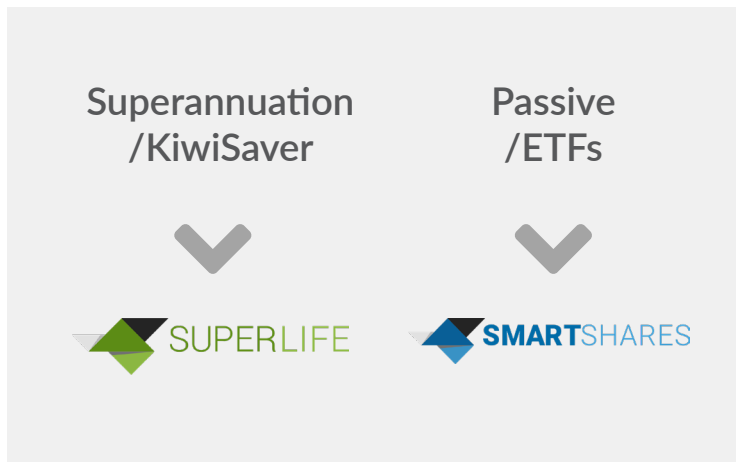 Superannuation
/KiwiSaver
Passive
/ETFs
SUPERLIFE
SMARTSHARES